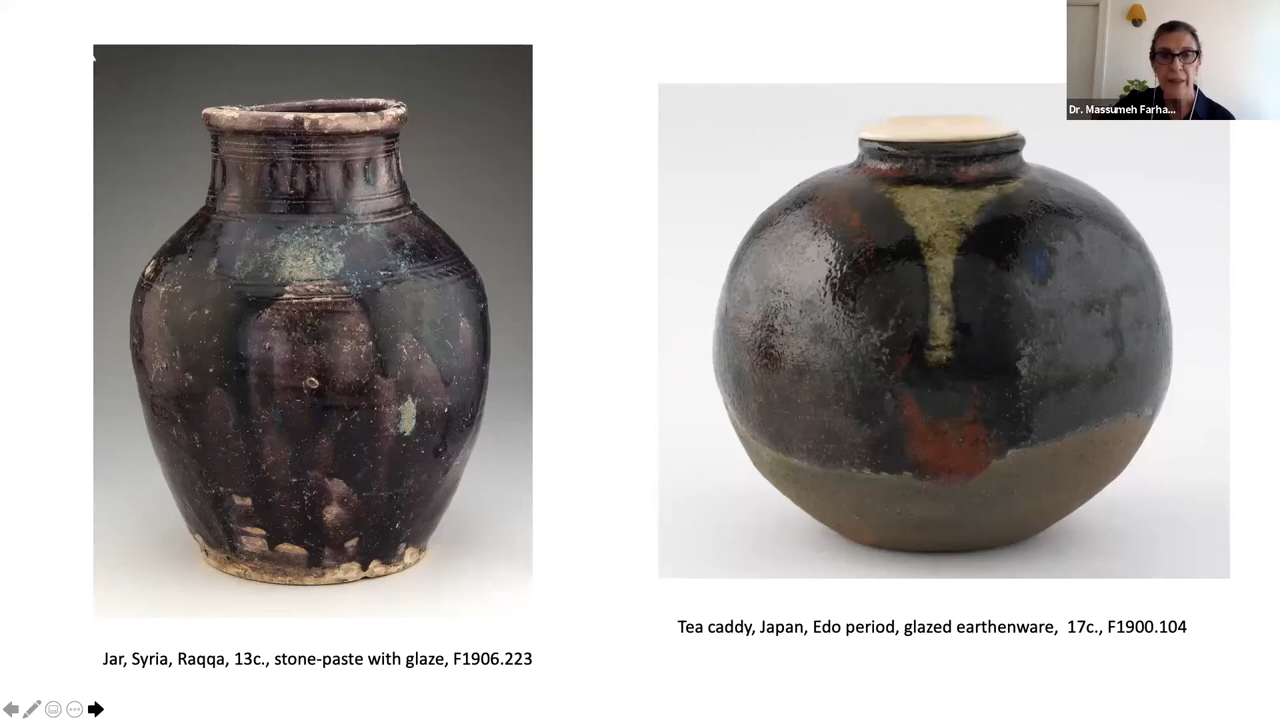 Dr. Massumeh Farha...
Tea caddy, Japan, Edo period, glazed earthenware,  17c., F1900.104
Jar, Syria, Raqqa, 13c., stone-paste with glaze, F1906.223